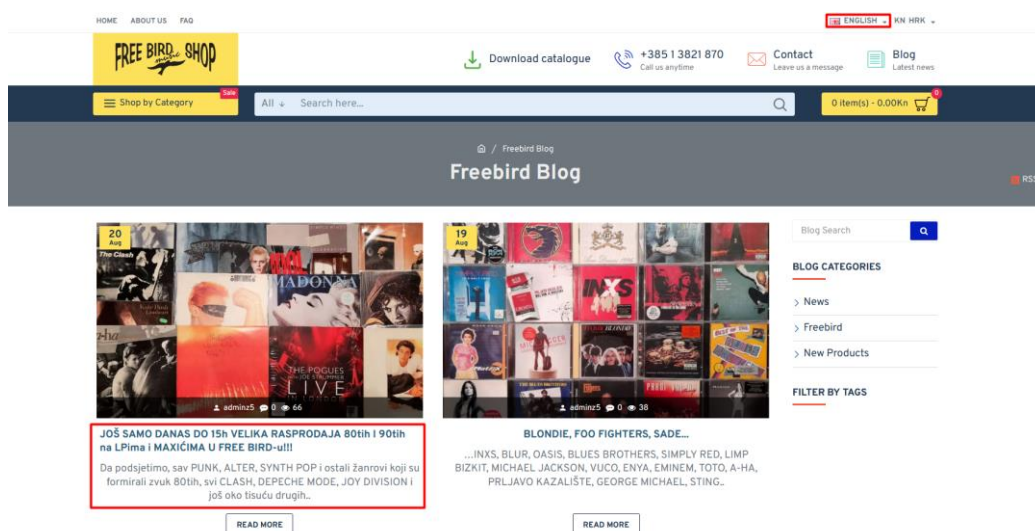 HOME ABOUT US FAQ
ENGLISH KN HRK
FREE BIRD SHOP
music
Download catalogue
+385 1 3821 870
Call us anytime
Contact
Leave us a message
Blog
Latest news
Shop by Category
Sale
All
Search here...
0 item(s) - 0.00Kn
0
/ Freebird Blog
Freebird Blog
RSS
20
Aug
The Clash
MADONNA
a-ha
THE POGUES
JOE STRUMMER
LIVE
IN LONDON
adminz5 0 66
JOŠ SAMO DANAS DO 15h VELIKA RASPRODAJA 80tih I 90tih
na LPima i MAXIĆIMA U FREE BIRD-u!!!
Da podsjetimo, sav PUNK, ALTER, SYNTH POP i ostali žanrovi koji su
formirali zvuk 80tih, svi CLASH, DEPECHE MODE, JOY DIVISION i
još oko tisuću drugih..
READ MORE
19
Aug
INXS
BLONDIE
adminz5 0 38
BLONDIE, FOO FIGHTERS, SADE...
...INXS, BLUR, OASIS, BLUES BROTHERS, SIMPLY RED, LIMP
BIZKIT, MICHAEL JACKSON, VUCO, ENYA, EMINEM, TOTO, A-HA,
PRLJAVO KAZALIŠTE, GEORGE MICHAEL, STING..
READ MORE
Blog Search
BLOG CATEGORIES
News
Freebird
New Products
FILTER BY TAGS